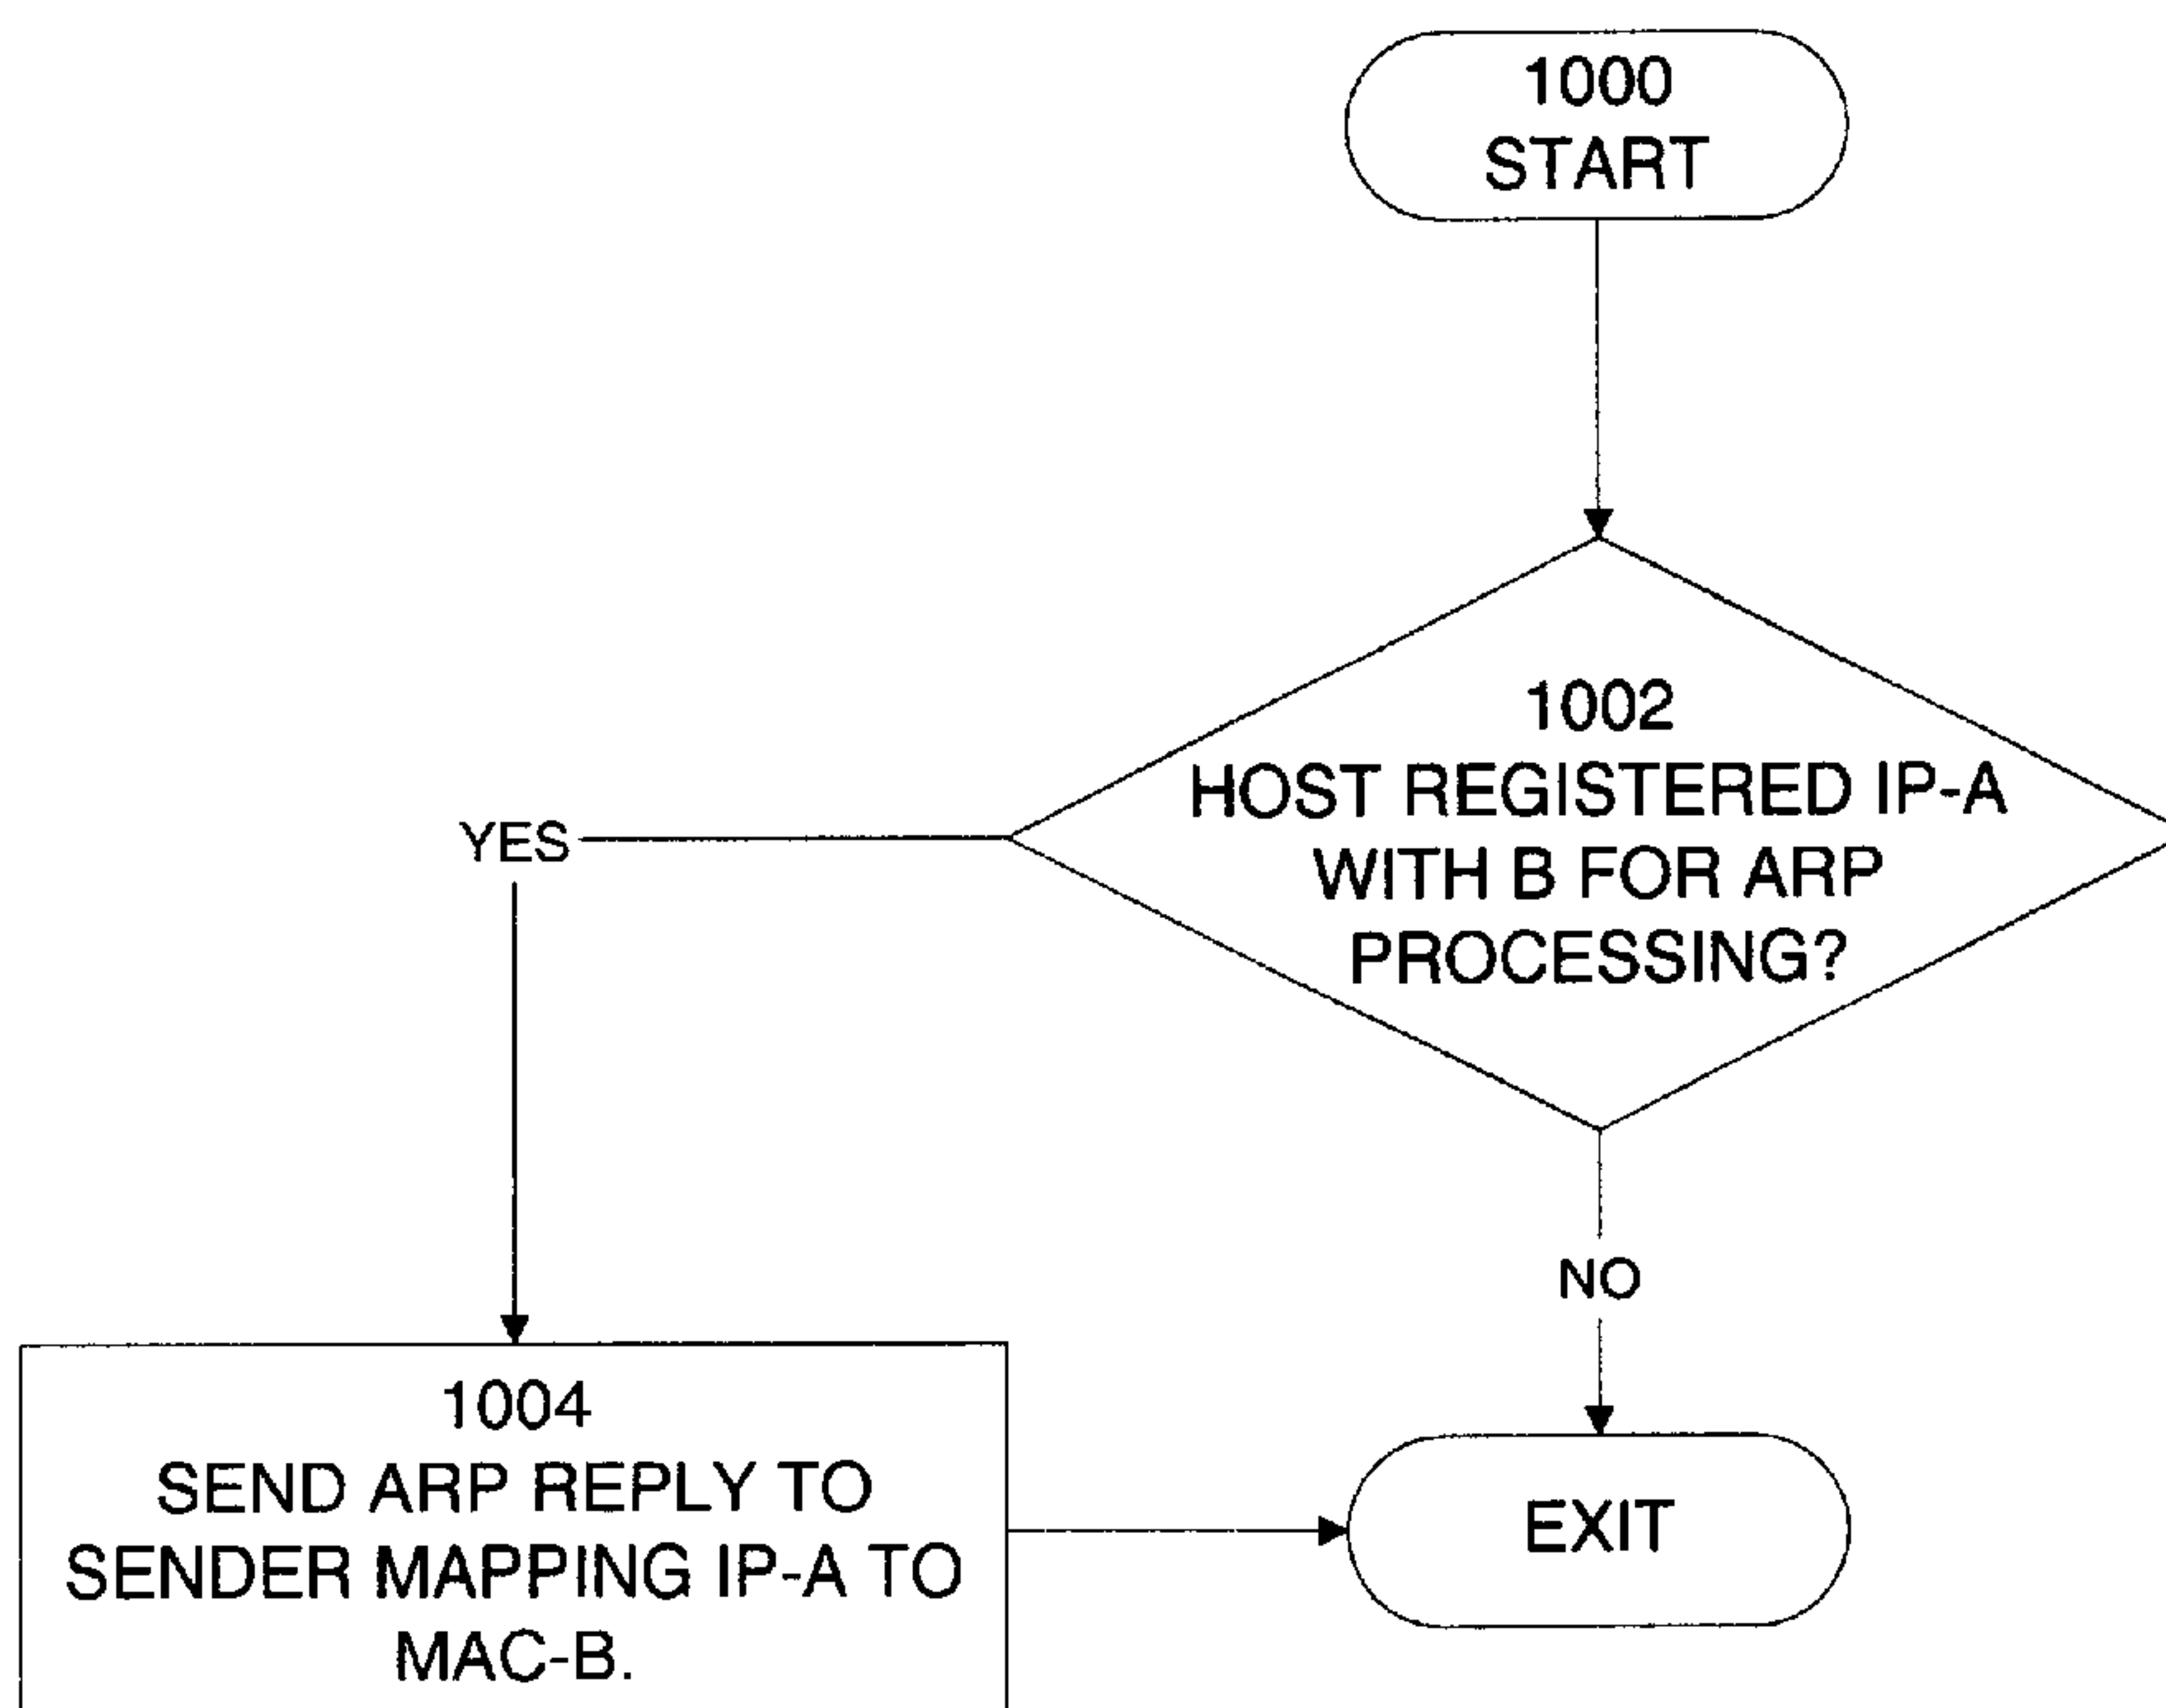 1000
START
1002
HOST REGISTERED IP-A
WITH B FOR ARP
PROCESSING?
YES
NO
1004
SEND ARP REPLY TO
SENDER MAPPING IP-A TO
MAC-B.
EXIT